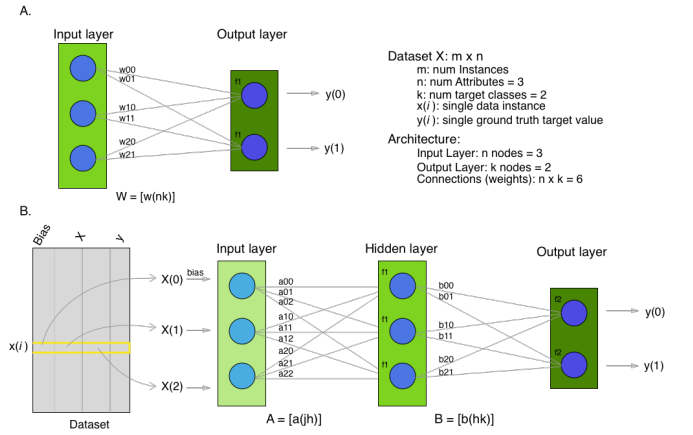 A.
Input layer
Output layer
w00
w01
w10
w11
w20
w21
f1
f1
y(0)
y(1)
W = [w(nk)]
Dataset X: m x n
m: num Instances
n: num Attributes = 3
k: num target classes = 2
x(i): single data instance
y(i): single ground truth target value
Architecture:
Input Layer: n nodes = 3
Output Layer: k nodes = 2
Connections (weights): n x k = 6
B.
Bias
X
y
x(i)
Dataset
X(0)
bias
X(1)
X(2)
Input layer
a00
a01
a02
a10
a11
a12
a20
a21
a22
A = [a(jh)]
Hidden layer
f1
f1
f1
b00
b01
b10
b11
b20
b21
B = [b(hk)]
Output layer
f2
f2
y(0)
y(1)